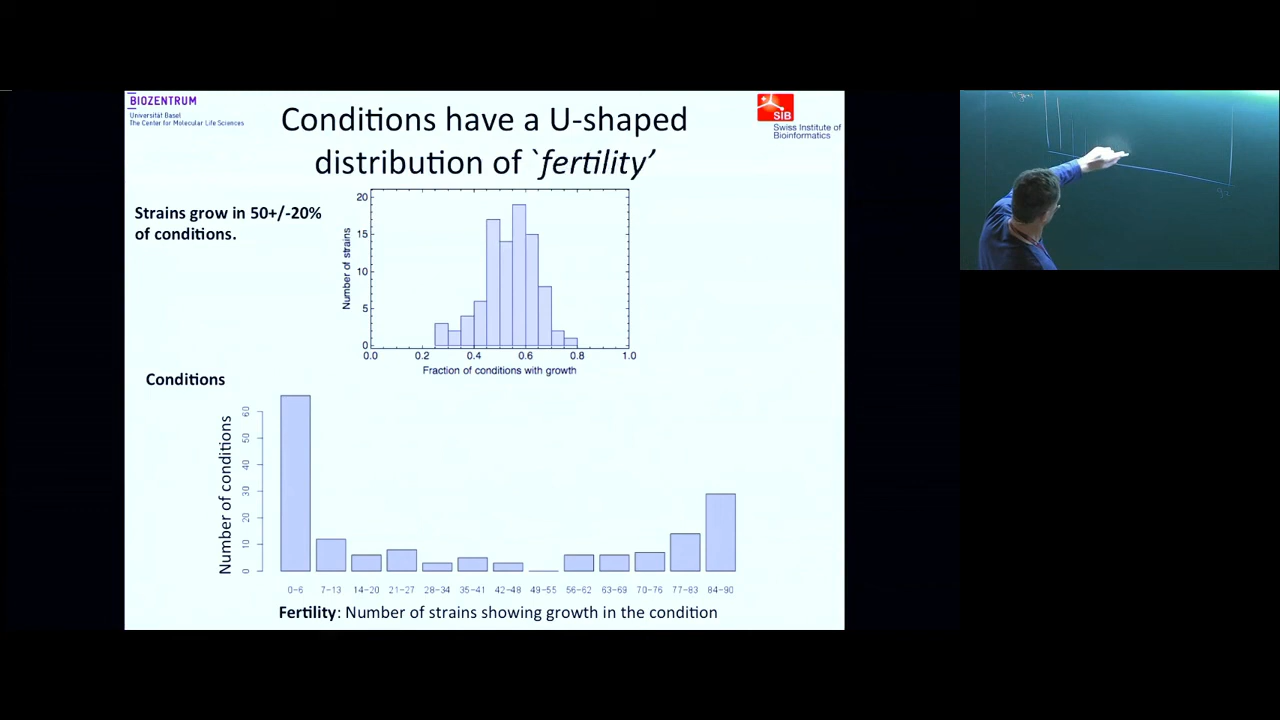 BIOZENTRUM
Universität Basel
The Center for Molecular Life Sciences
SIB
Swiss Institute of
Bioinformatics
Conditions have a U-shaped
distribution of `fertility’
Strains grow in 50+/-20%
of conditions.
Number of strains
20
15
10
5
0
0.0 0.2 0.4 0.6 0.8 1.0
Fraction of conditions with growth
Conditions
Number of conditions
60
50
40
30
20
10
0
0-6 7-13 14-20 21-27 28-34 35-41 42-48 49-55 56-62 63-69 70-76 77-83 84-90
Fertility: Number of strains showing growth in the condition